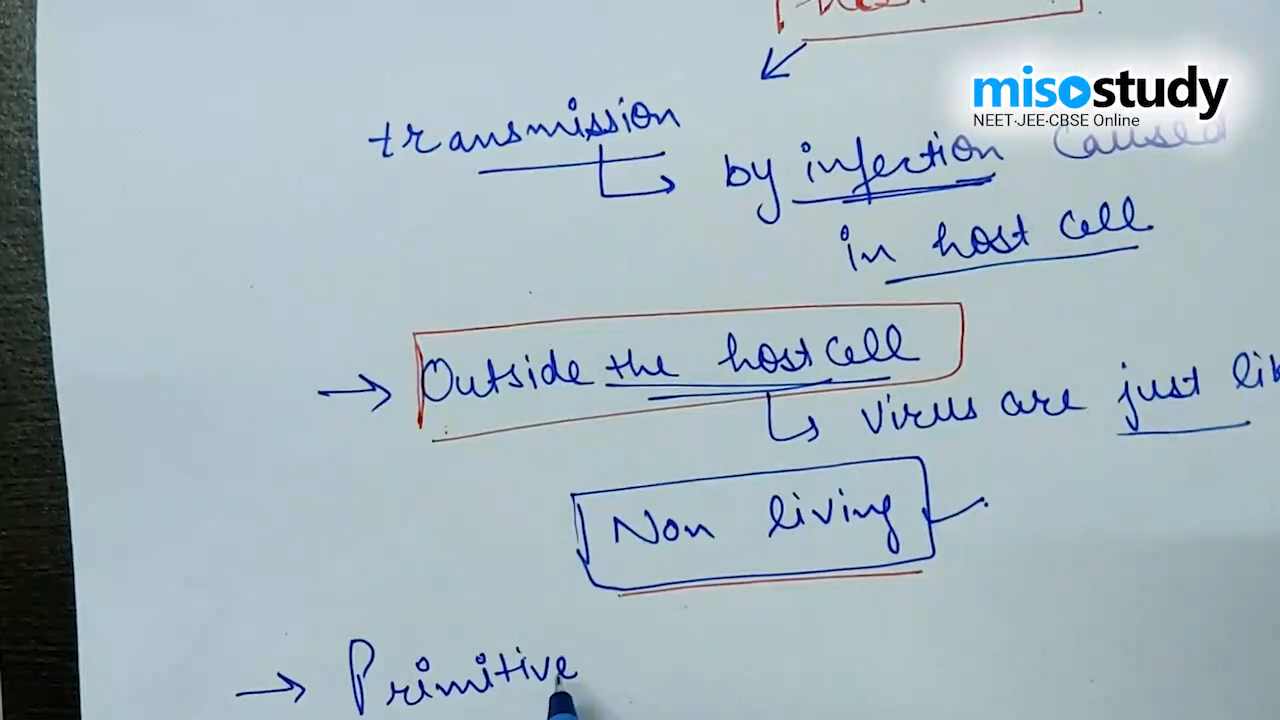 misostudy
NEET-JEE-CBSE Online
transmission
by infection caused
in host cell
→ Outside the host cell
Virus are just
Non living
→ Primitive